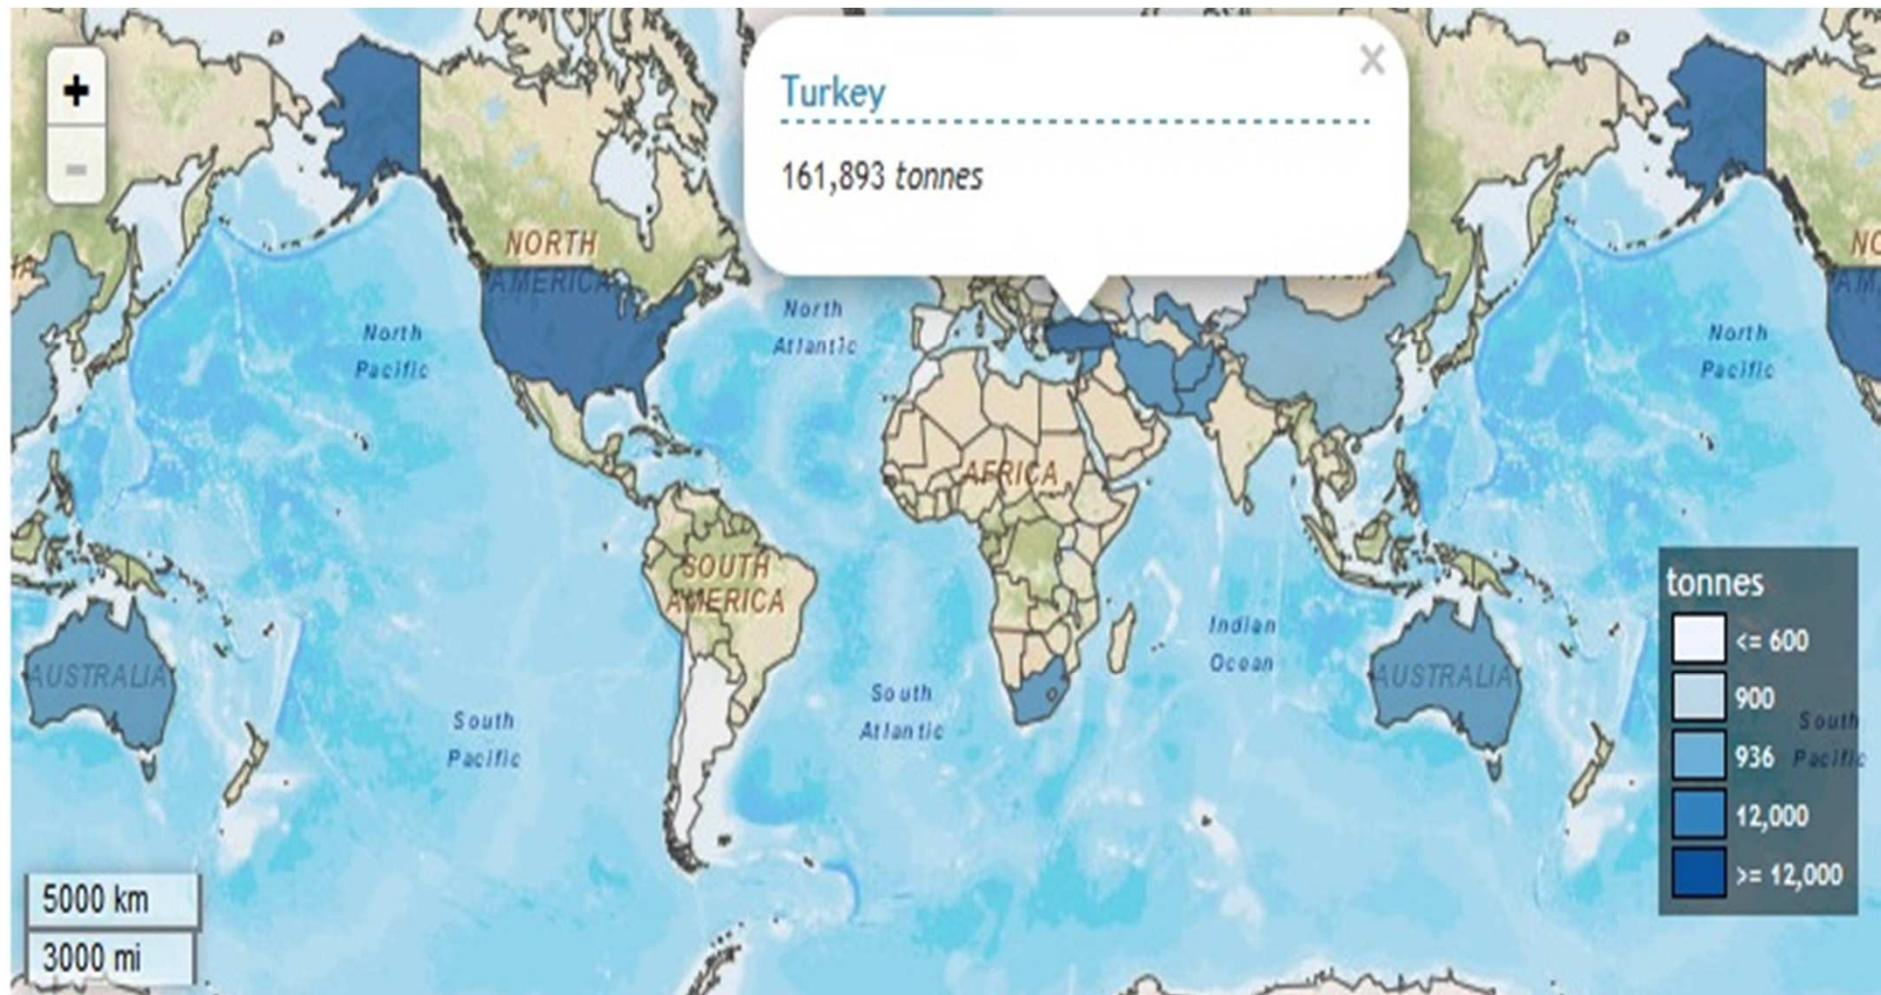 +
-
×
Turkey
161,893 tonnes
NORTH
AMERICA
North
Atlantic
North
Pacific
North
Pacific
AFRICA
SOUTH
AMERICA
Indian
Ocean
AUSTRALIA
AUSTRALIA
South
Pacific
South
Atlantic
South
Pacific
tonnes
<= 600
900
936
12,000
>= 12,000
5000 km
3000 mi